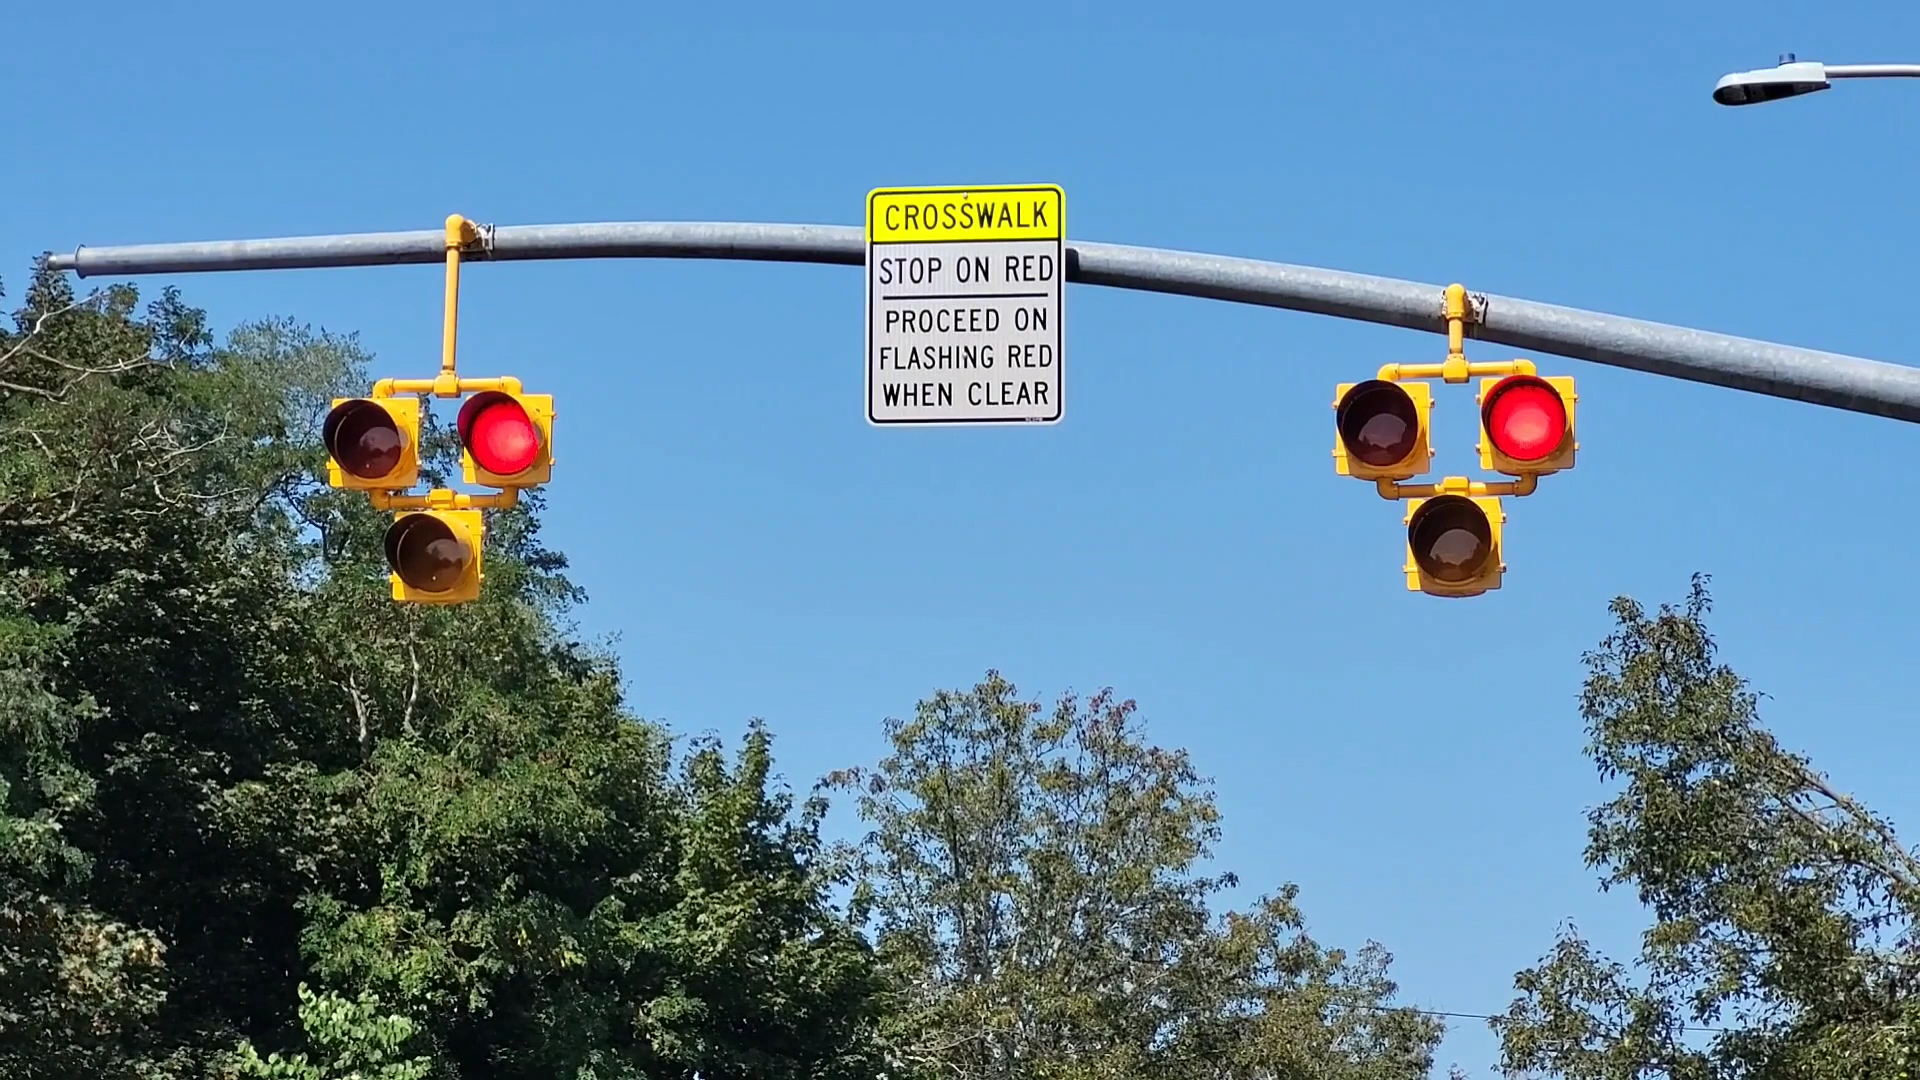 CROSSWALK
STOP ON RED
PROCEED ON
FLASHING RED
WHEN CLEAR